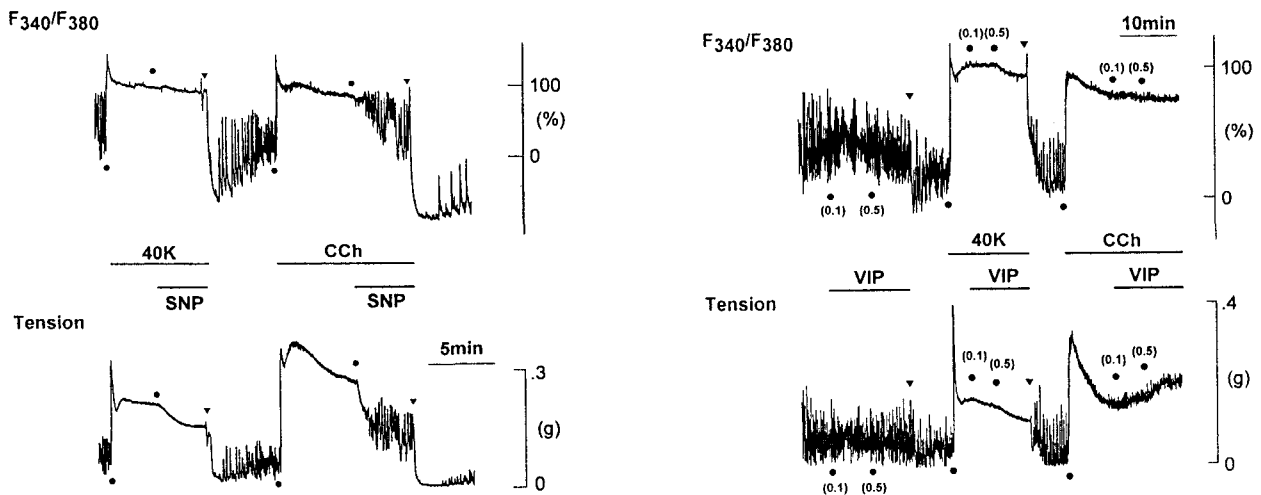 F340/F380
100
(%)
0
40K
CCh
SNP
SNP
Tension
5min
.3
(g)
0
10min
F340/F380
(0.1) (0.5)
(0.1) (0.5)
100
(%)
0
(0.1) (0.5)
40K
CCh
VIP
VIP
VIP
Tension
.4
(0.1) (0.5)
(0.1) (0.5)
(g)
0
(0.1) (0.5)